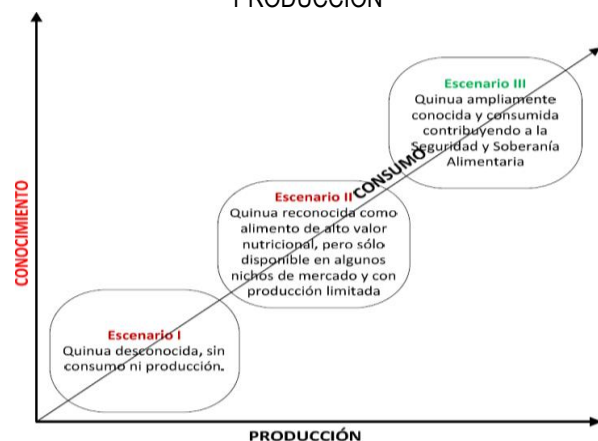 PRODUCCIÓN
Escenario III
Quinua ampliamente
conocida y consumida
contribuyendo a la
Seguridad y Soberanía
Alimentaria
CONSUMO
Escenario II
Quinua reconocida como
alimento de alto valor
nutricional, pero sólo
disponible en algunos
nichos de mercado y con
producción limitada
CONOCIMIENTO
Escenario I
Quinua desconocida, sin
consumo ni producción.
PRODUCCIÓN